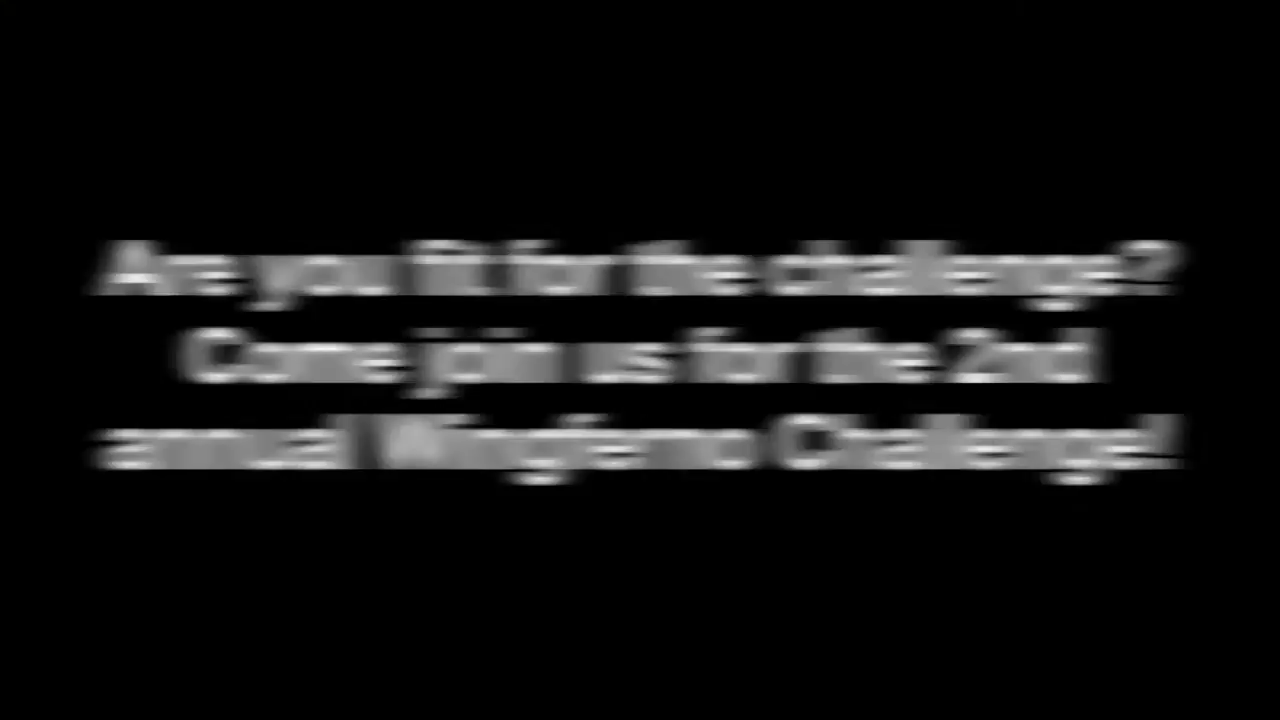 Are you fit for the challenge?
Come join us for the 2nd
annual Challenge!